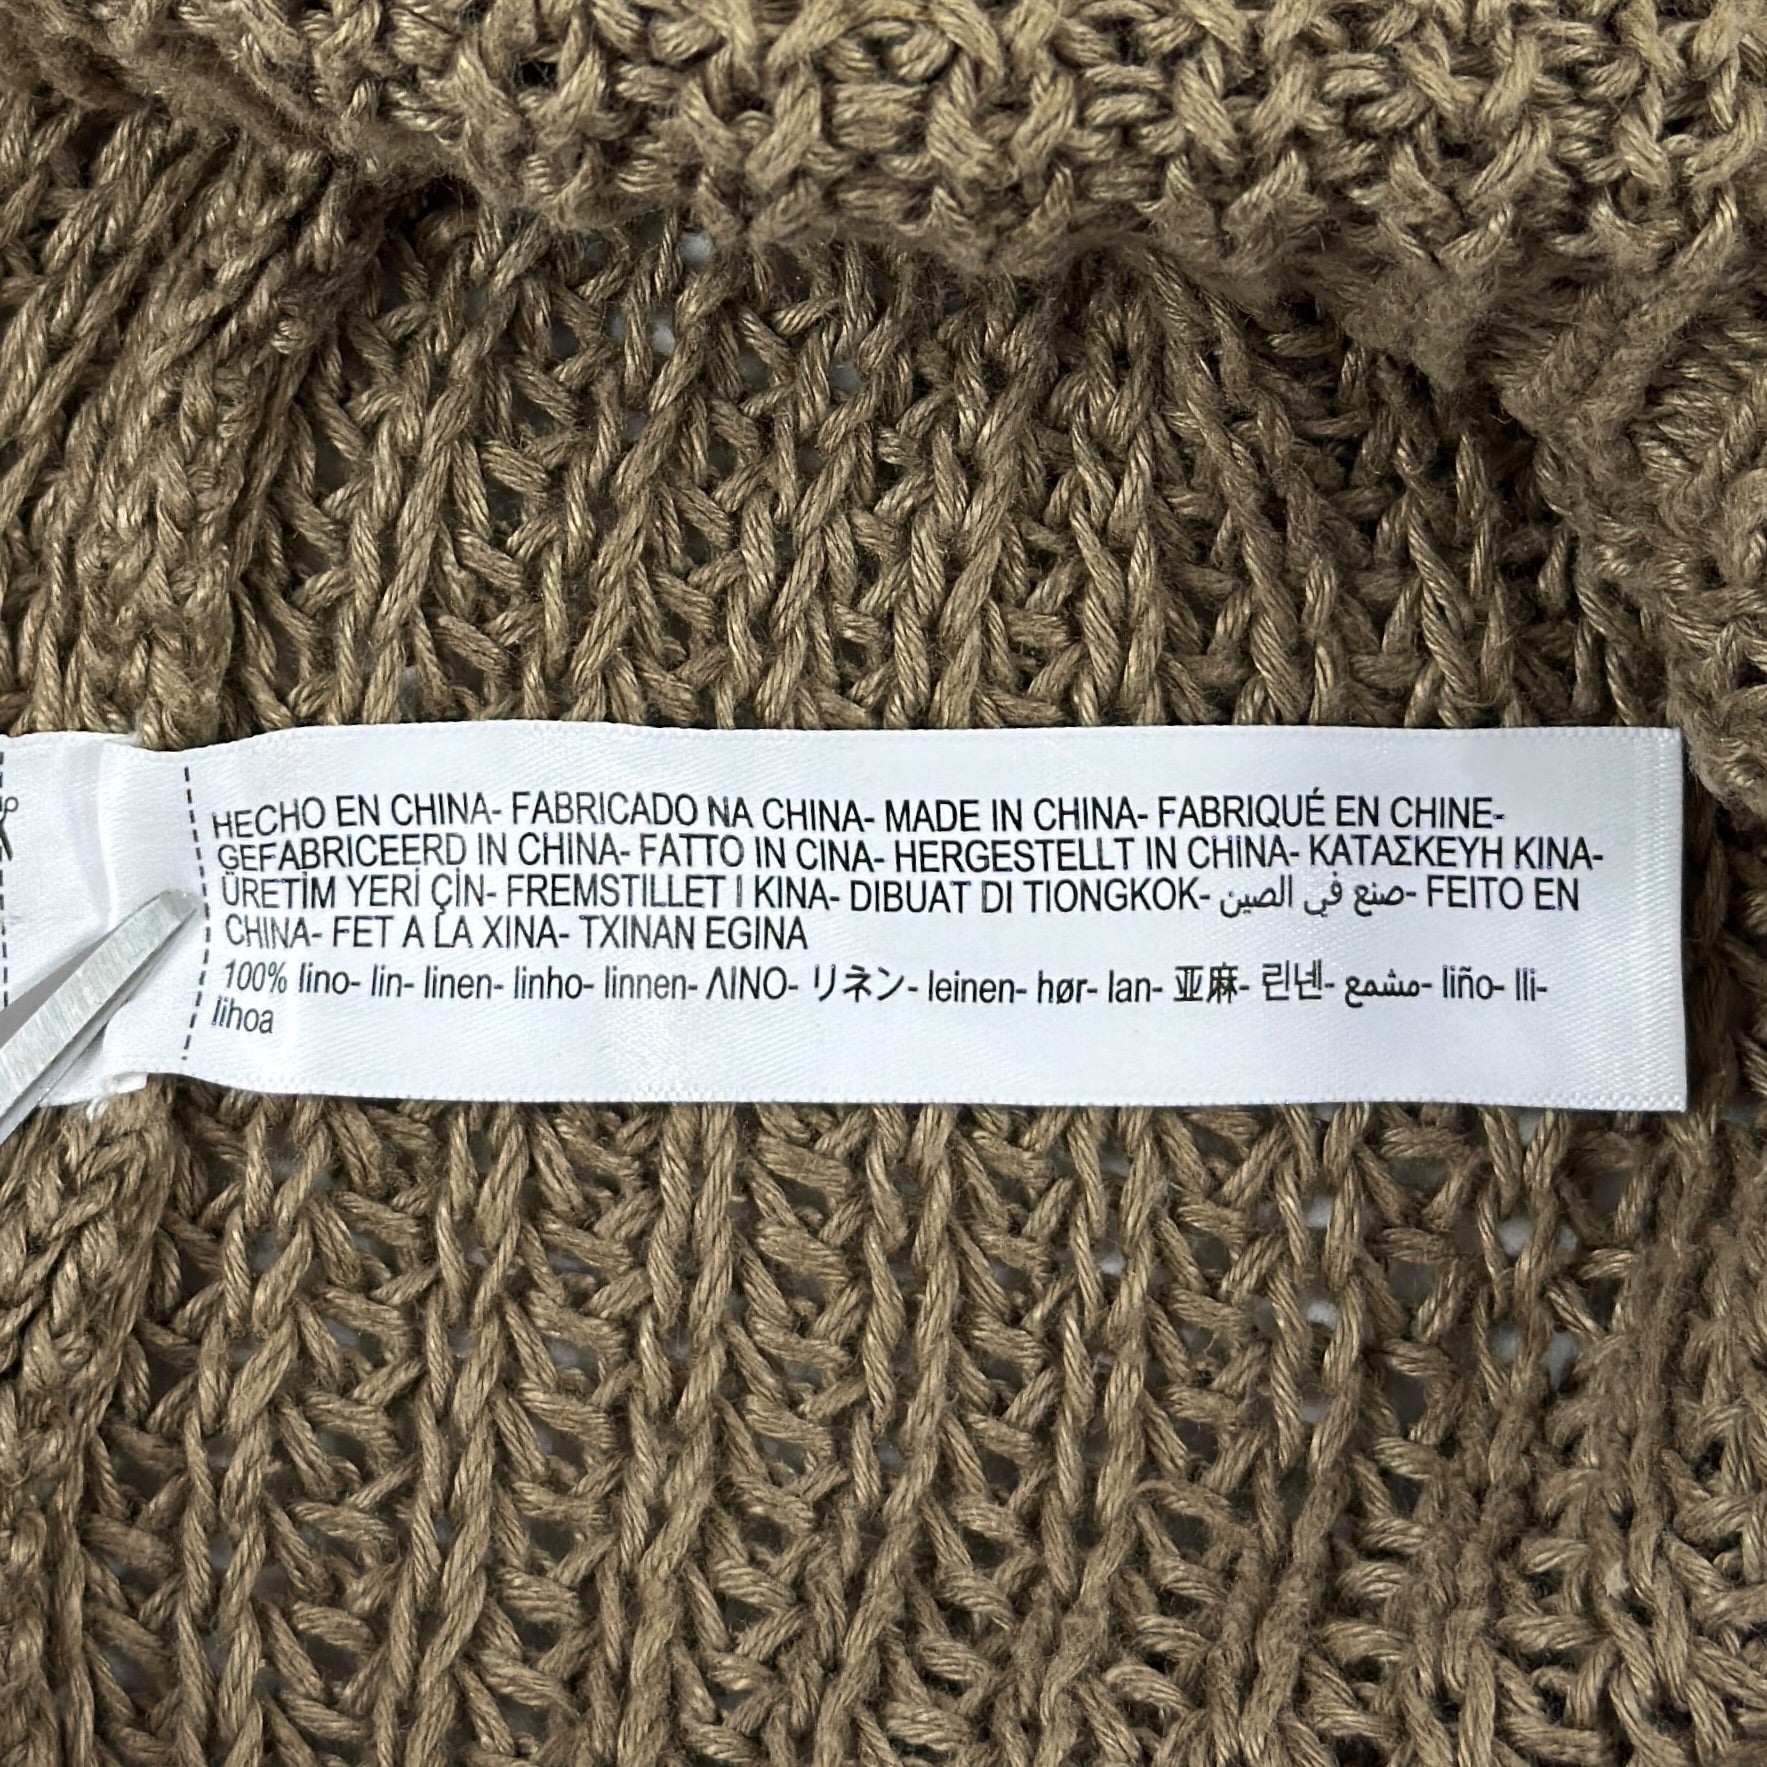 HECHO EN CHINA- FABRICADO NA CHINA- MADE IN CHINA- FABRIQUÉ EN CHINE-
GEFABRICEERD IN CHINA- FATTO IN CINA- HERGESTELLT IN CHINA- ΚΑΤΑΣΚΕΥΗ ΚΙΝΑ-
ÜRETİM YERİ ÇİN- FREMSTILLET I KINA- DIBUAT DI TIONGKOK- صنع في الصين- FEITO EN
CHINA- FET A LA XINA- TXINAN EGINA
100% lino- lin- linen- linho- linnen- ΛΙΝΟ- リネン- leinen- hør- lan- 亚麻- 린넨- مشمع- liño- lli-
lihoa